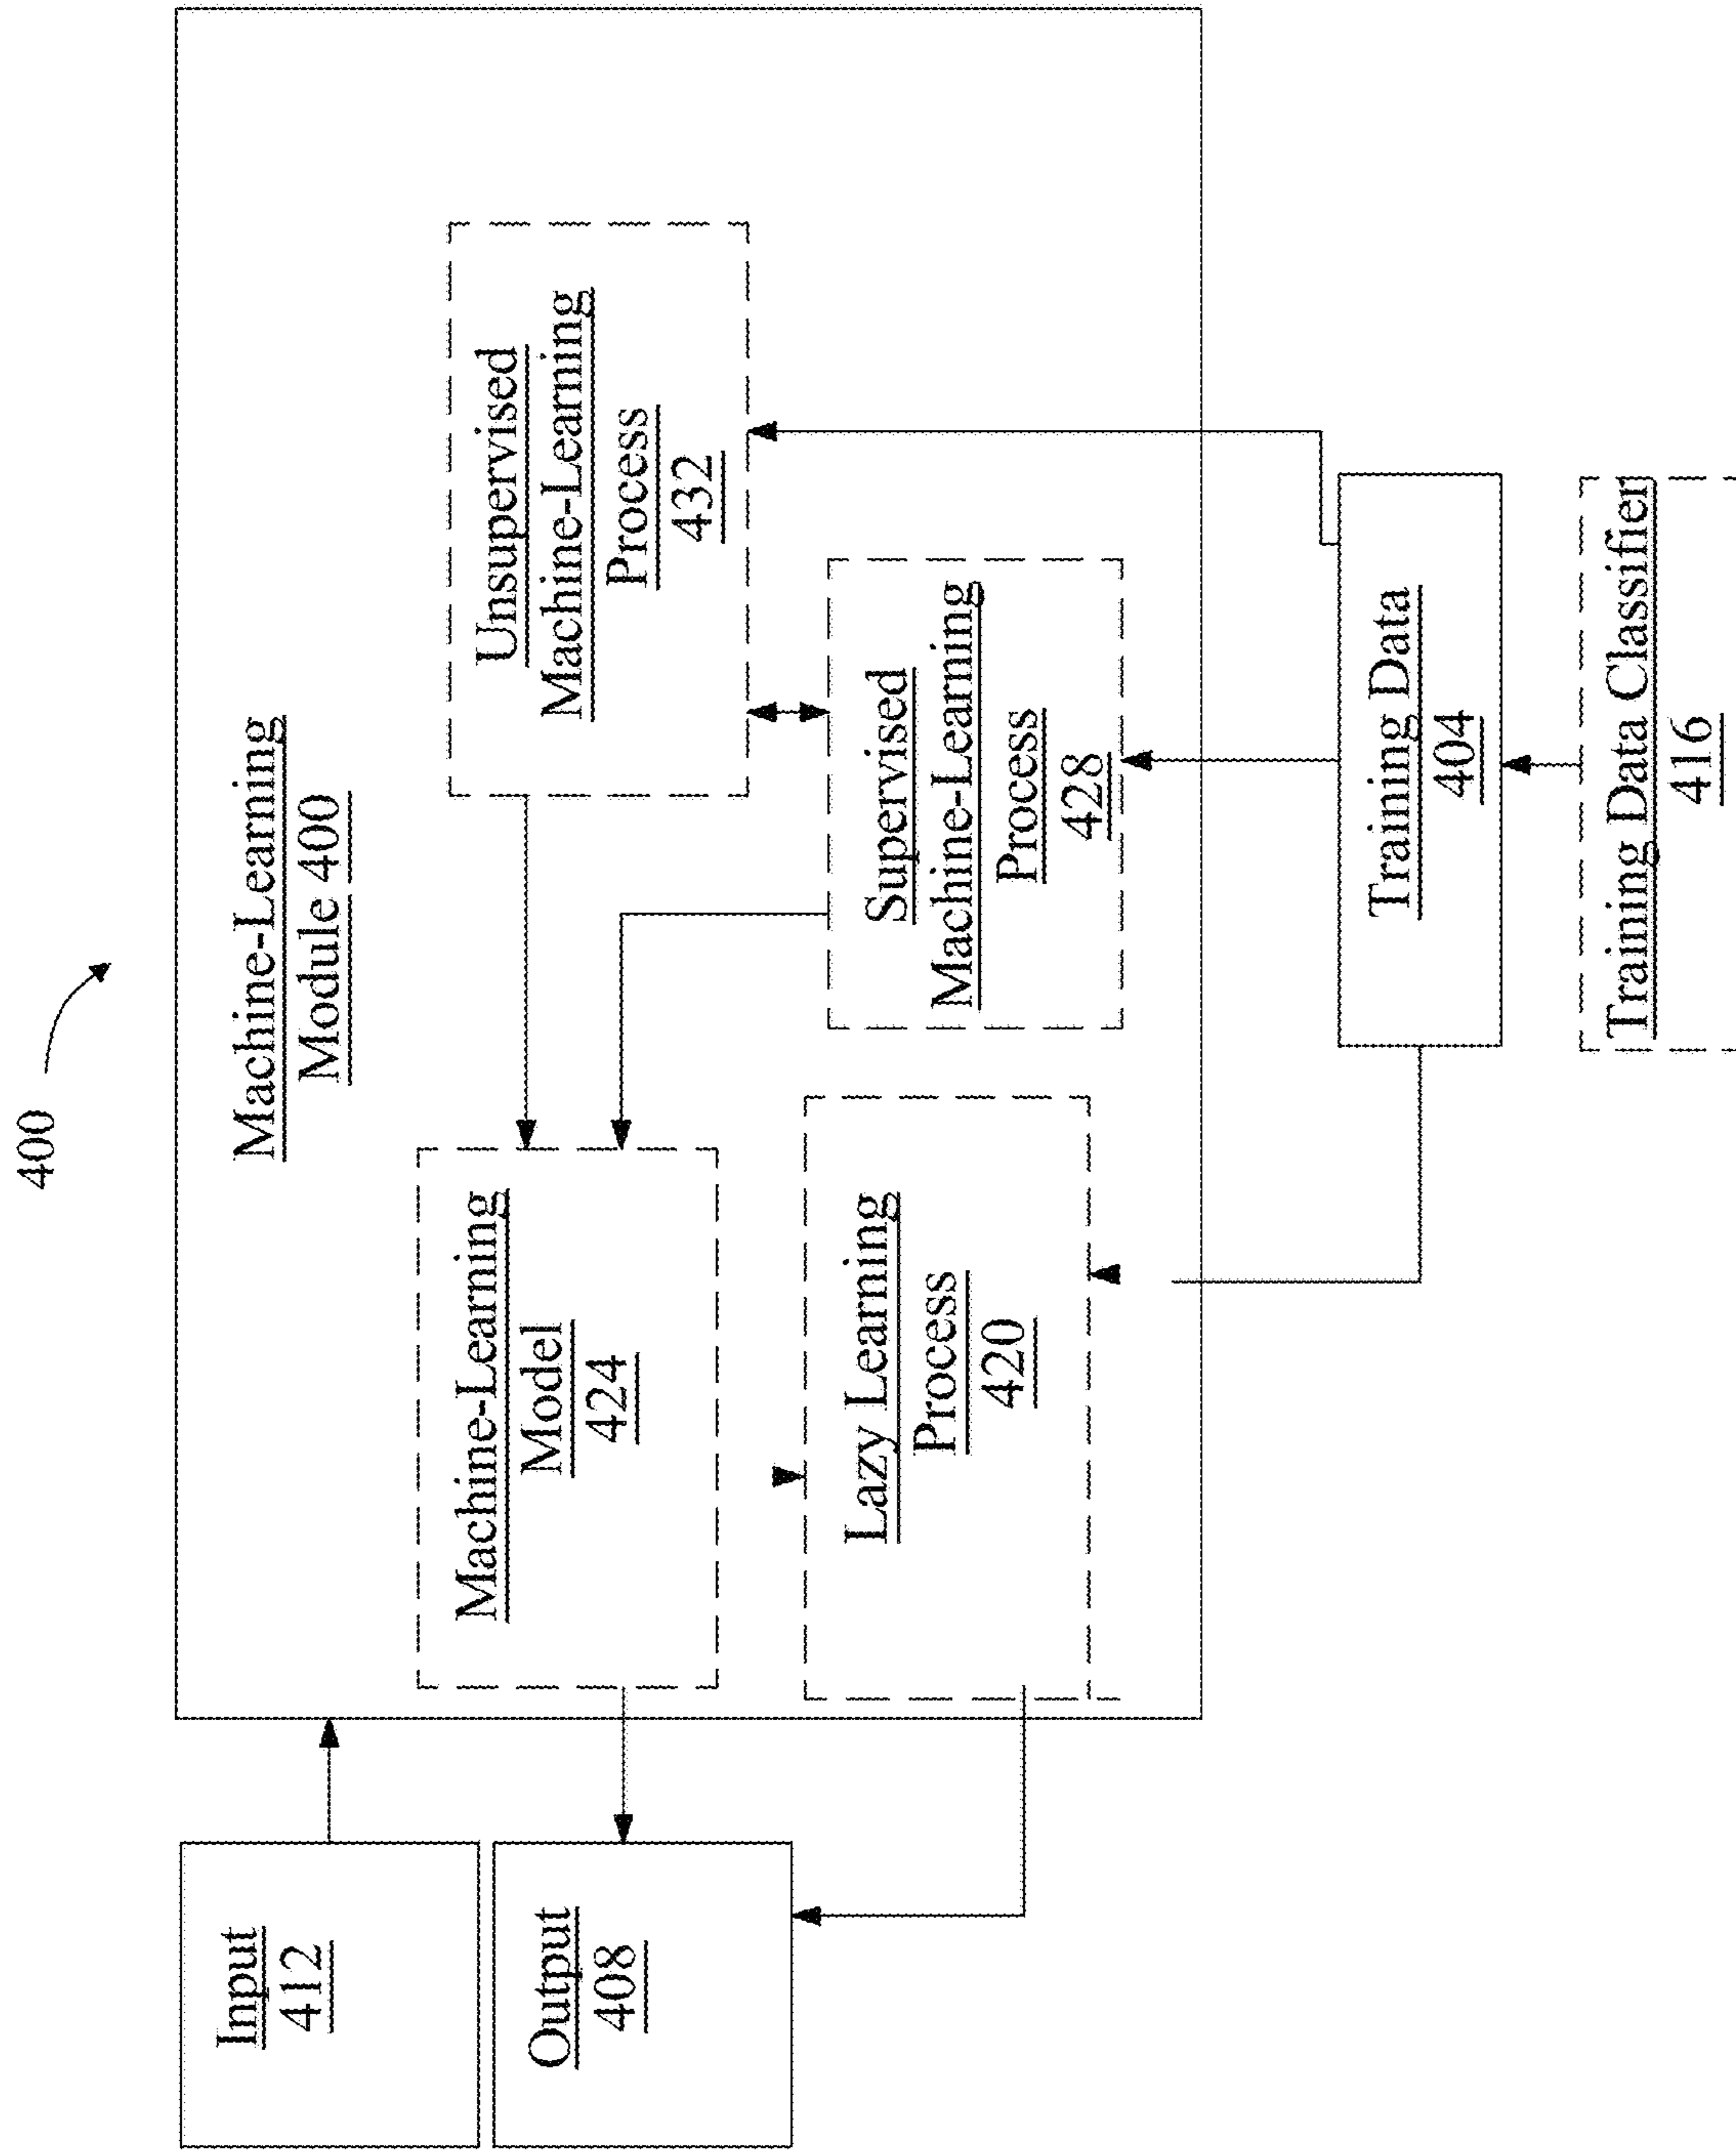 400
Machine-Learning
Module 400
Input
412
Output
408
Machine-Learning
Model
424
Unsupervised
Machine-Learning
Process
432
Lazy Learning
Process
420
Supervised
Machine-Learning
Process
428
Training Data
404
Training Data Classifier
416